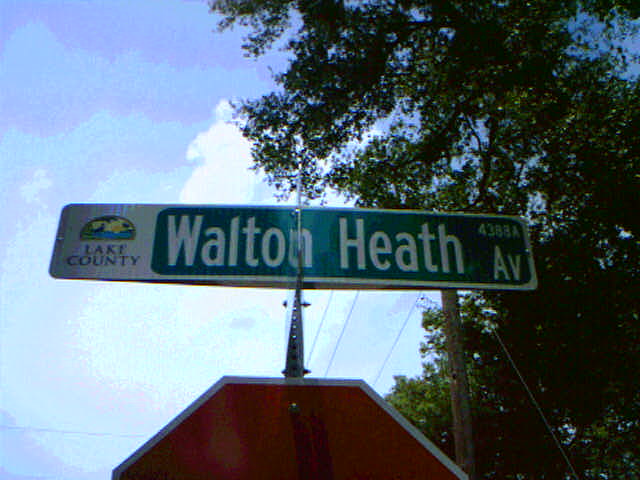 LAKE
COUNTY
Walton Heath
4388A
Av